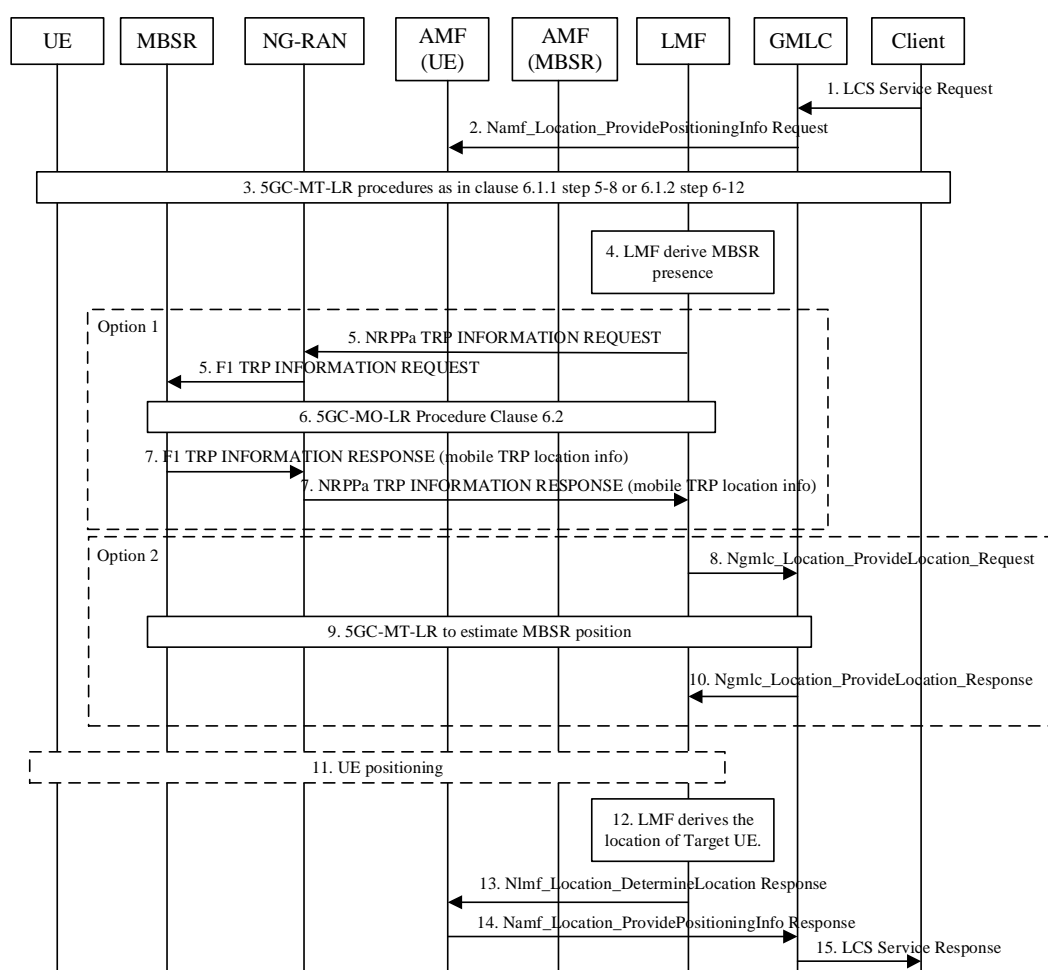 UE
MBSR
NG-RAN
AMF
(UE)
AMF
(MBSR)
LMF
GMLC
Client
1. LCS Service Request
2. Namf_Location_ProvidePositioningInfo Request
3. 5GC-MT-LR procedures as in clause 6.1.1 step 5-8 or 6.1.2 step 6-12
4. LMF derive MBSR
presence
Option 1
5. NRPPa TRP INFORMATION REQUEST
5. F1 TRP INFORMATION REQUEST
6. 5GC-MO-LR Procedure Clause 6.2
7. F1 TRP INFORMATION RESPONSE (mobile TRP location info)
7. NRPPa TRP INFORMATION RESPONSE (mobile TRP location info)
Option 2
8. Ngmlc_Location_ProvideLocation_Request
9. 5GC-MT-LR to estimate MBSR position
10. Ngmlc_Location_ProvideLocation_Response
11. UE positioning
12. LMF derives the
location of Target UE.
13. Nlmf_Location_DetermineLocation Response
14. Namf_Location_ProvidePositioningInfo Response
15. LCS Service Response